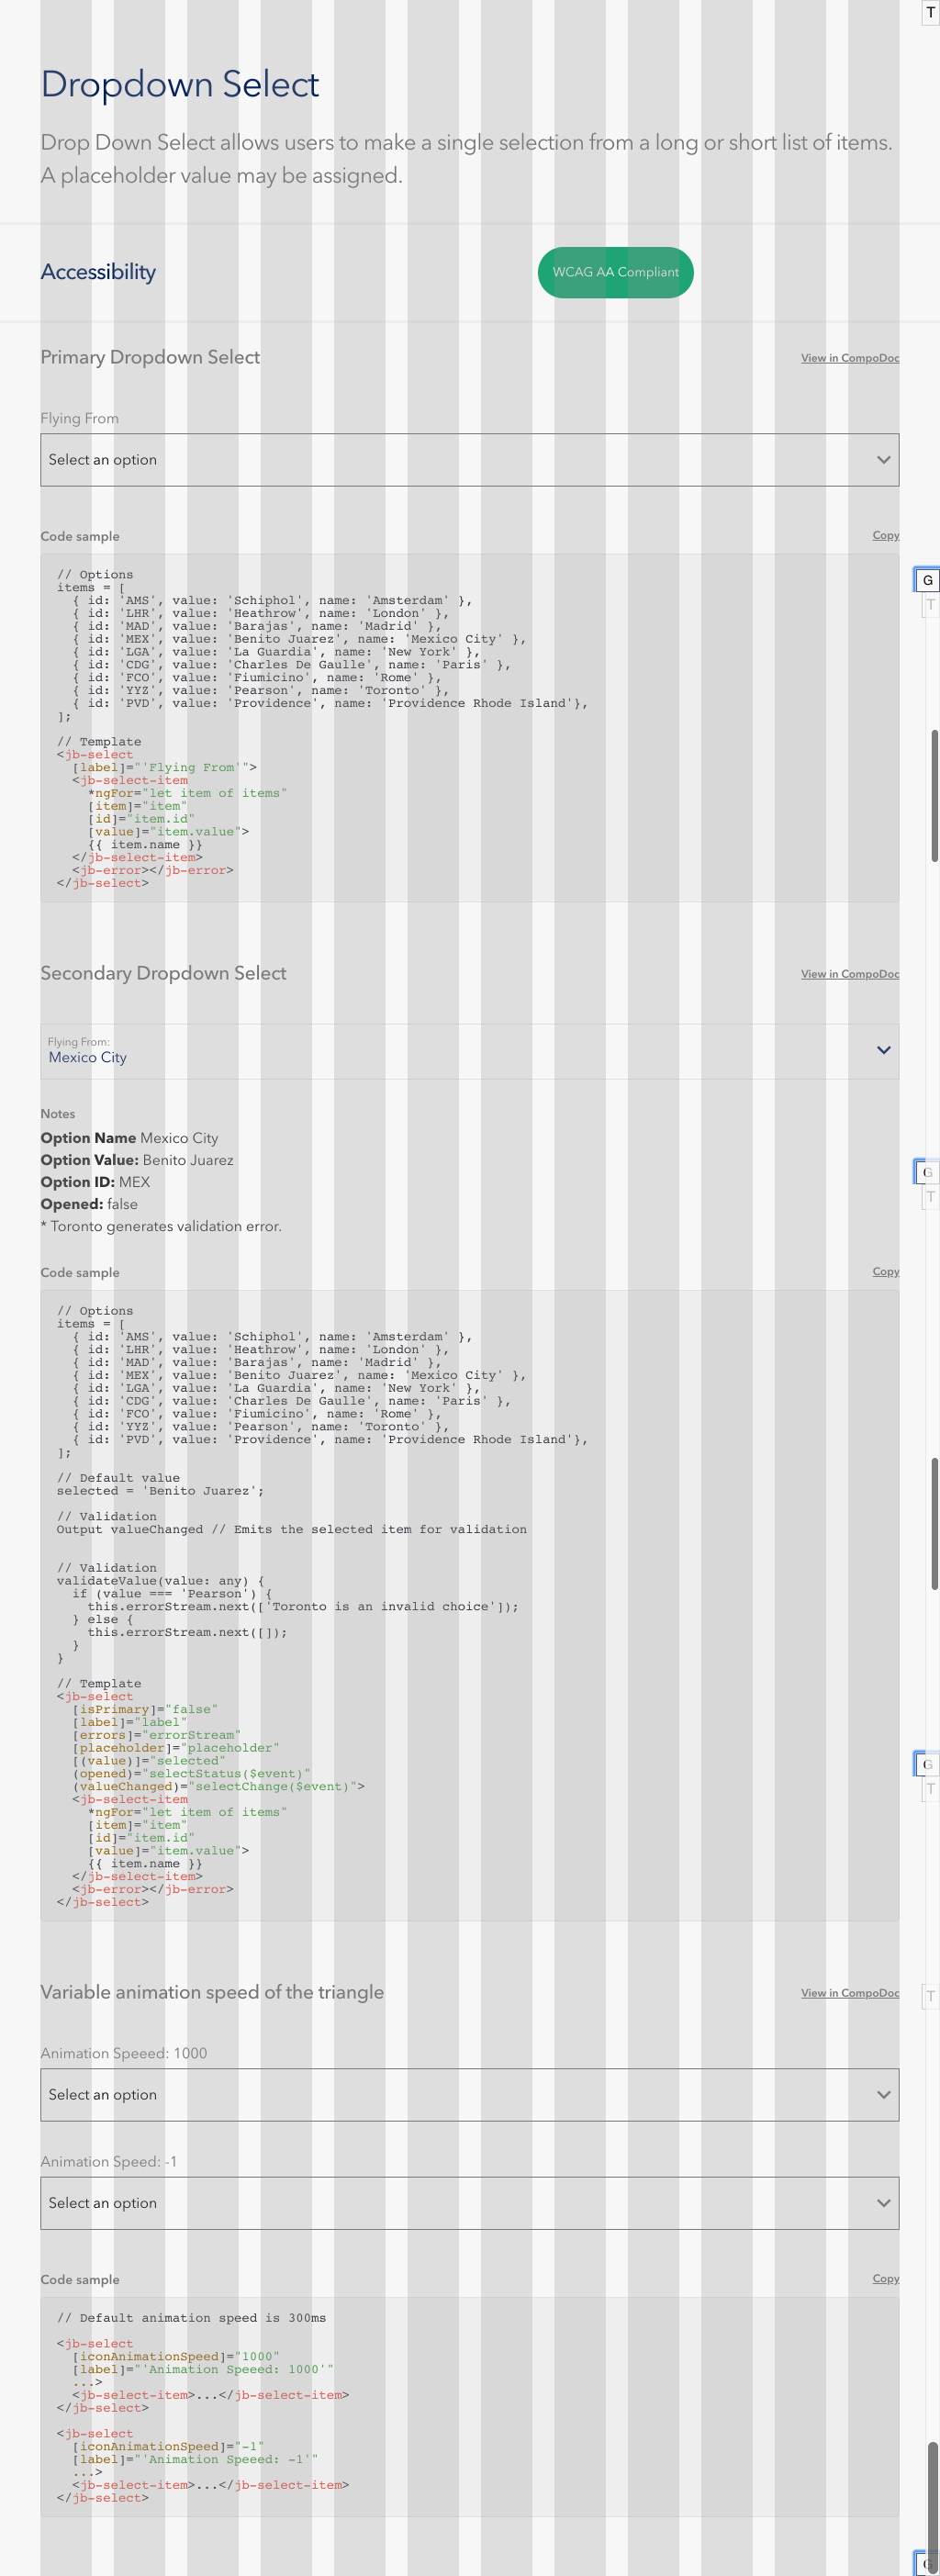 T
Dropdown Select
Drop Down Select allows users to make a single selection from a long or short list of items.
A placeholder value may be assigned.
Accessibility
WCAG AA Compliant
Primary Dropdown Select
View in CompoDoc
Flying From
Select an option
Code sample
Copy
// Options
items = [
  { id: 'AMS', value: 'Schiphol', name: 'Amsterdam' },
  { id: 'LHR', value: 'Heathrow', name: 'London' },
  { id: 'MAD', value: 'Barajas', name: 'Madrid' },
  { id: 'MEX', value: 'Benito Juarez', name: 'Mexico City' },
  { id: 'LGA', value: 'La Guardia', name: 'New York' },
  { id: 'CDG', value: 'Charles De Gaulle', name: 'Paris' },
  { id: 'FCO', value: 'Fiumicino', name: 'Rome' },
  { id: 'YYZ', value: 'Pearson', name: 'Toronto' },
  { id: 'PVD', value: 'Providence', name: 'Providence Rhode Island'},
];
// Template
<jb-select
  [label]="'Flying From'">
  <jb-select-item
    *ngFor="let item of items"
    [item]="item"
    [id]="item.id"
    [value]="item.value">
    {{ item.name }}
  </jb-select-item>
  <jb-error></jb-error>
</jb-select>
G
T
Secondary Dropdown Select
View in CompoDoc
Flying From:
Mexico City
Notes
Option Name Mexico City
Option Value: Benito Juarez
Option ID: MEX
Opened: false
* Toronto generates validation error.
G
T
Code sample
Copy
// Options
items = [
  { id: 'AMS', value: 'Schiphol', name: 'Amsterdam' },
  { id: 'LHR', value: 'Heathrow', name: 'London' },
  { id: 'MAD', value: 'Barajas', name: 'Madrid' },
  { id: 'MEX', value: 'Benito Juarez', name: 'Mexico City' },
  { id: 'LGA', value: 'La Guardia', name: 'New York' },
  { id: 'CDG', value: 'Charles De Gaulle', name: 'Paris' },
  { id: 'FCO', value: 'Fiumicino', name: 'Rome' },
  { id: 'YYZ', value: 'Pearson', name: 'Toronto' },
  { id: 'PVD', value: 'Providence', name: 'Providence Rhode Island'},
];
// Default value
selected = 'Benito Juarez';
// Validation
Output valueChanged // Emits the selected item for validation
// Validation
validateValue(value: any) {
  if (value === 'Pearson') {
    this.errorStream.next(['Toronto is an invalid choice']);
  } else {
    this.errorStream.next([]);
  }
}
// Template
<jb-select
  [isPrimary]="false"
  [label]="label"
  [errors]="errorStream"
  [placeholder]="placeholder"
  [(value)]="selected"
  (opened)="selectStatus($event)"
  (valueChanged)="selectChange($event)">
  <jb-select-item
    *ngFor="let item of items"
    [item]="item"
    [id]="item.id"
    [value]="item.value">
    {{ item.name }}
  </jb-select-item>
  <jb-error></jb-error>
</jb-select>
G
T
Variable animation speed of the triangle
View in CompoDoc
T
Animation Speeed: 1000
Select an option
Animation Speed: -1
Select an option
Code sample
Copy
// Default animation speed is 300ms
<jb-select
  [iconAnimationSpeed]="1000"
  [label]="'Animation Speeed: 1000'"
  ...>
  <jb-select-item>...</jb-select-item>
</jb-select>
<jb-select
  [iconAnimationSpeed]="-1"
  [label]="'Animation Speeed: -1'"
  ...>
  <jb-select-item>...</jb-select-item>
</jb-select>
G